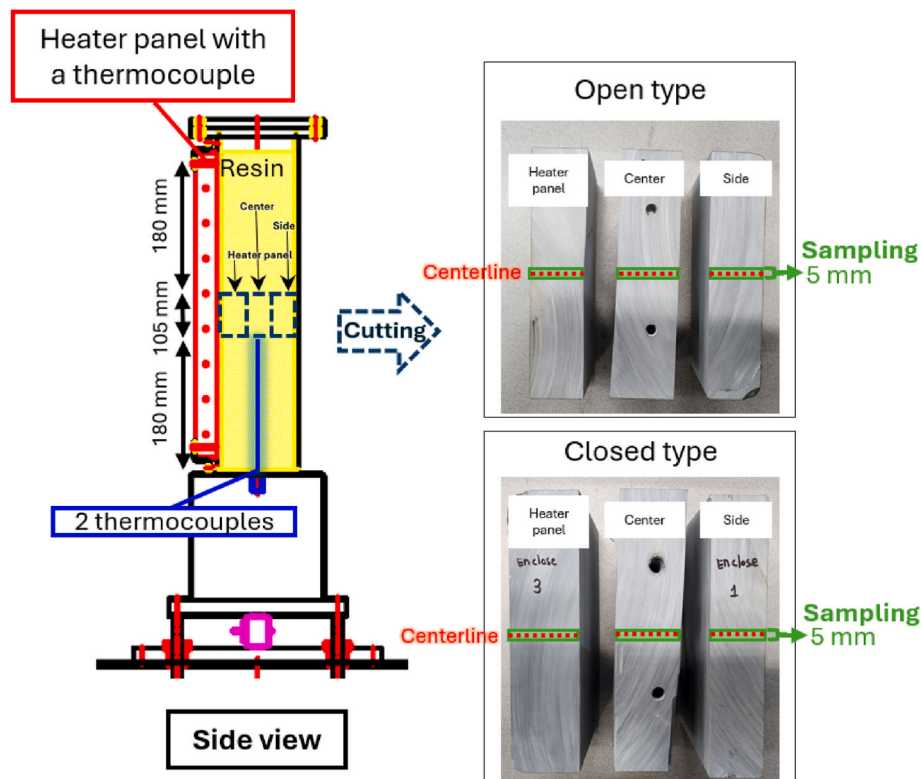 Heater panel with
a thermocouple
Resin
Center
Side
Heater panel
180 mm
105 mm
180 mm
2 thermocouples
Side view
Cutting
Open type
Heater
panel
Center
Side
Centerline
Sampling
5 mm
Closed type
Heater
panel
Center
Side
Enclose
3
Enclose
1
Centerline
Sampling
5 mm